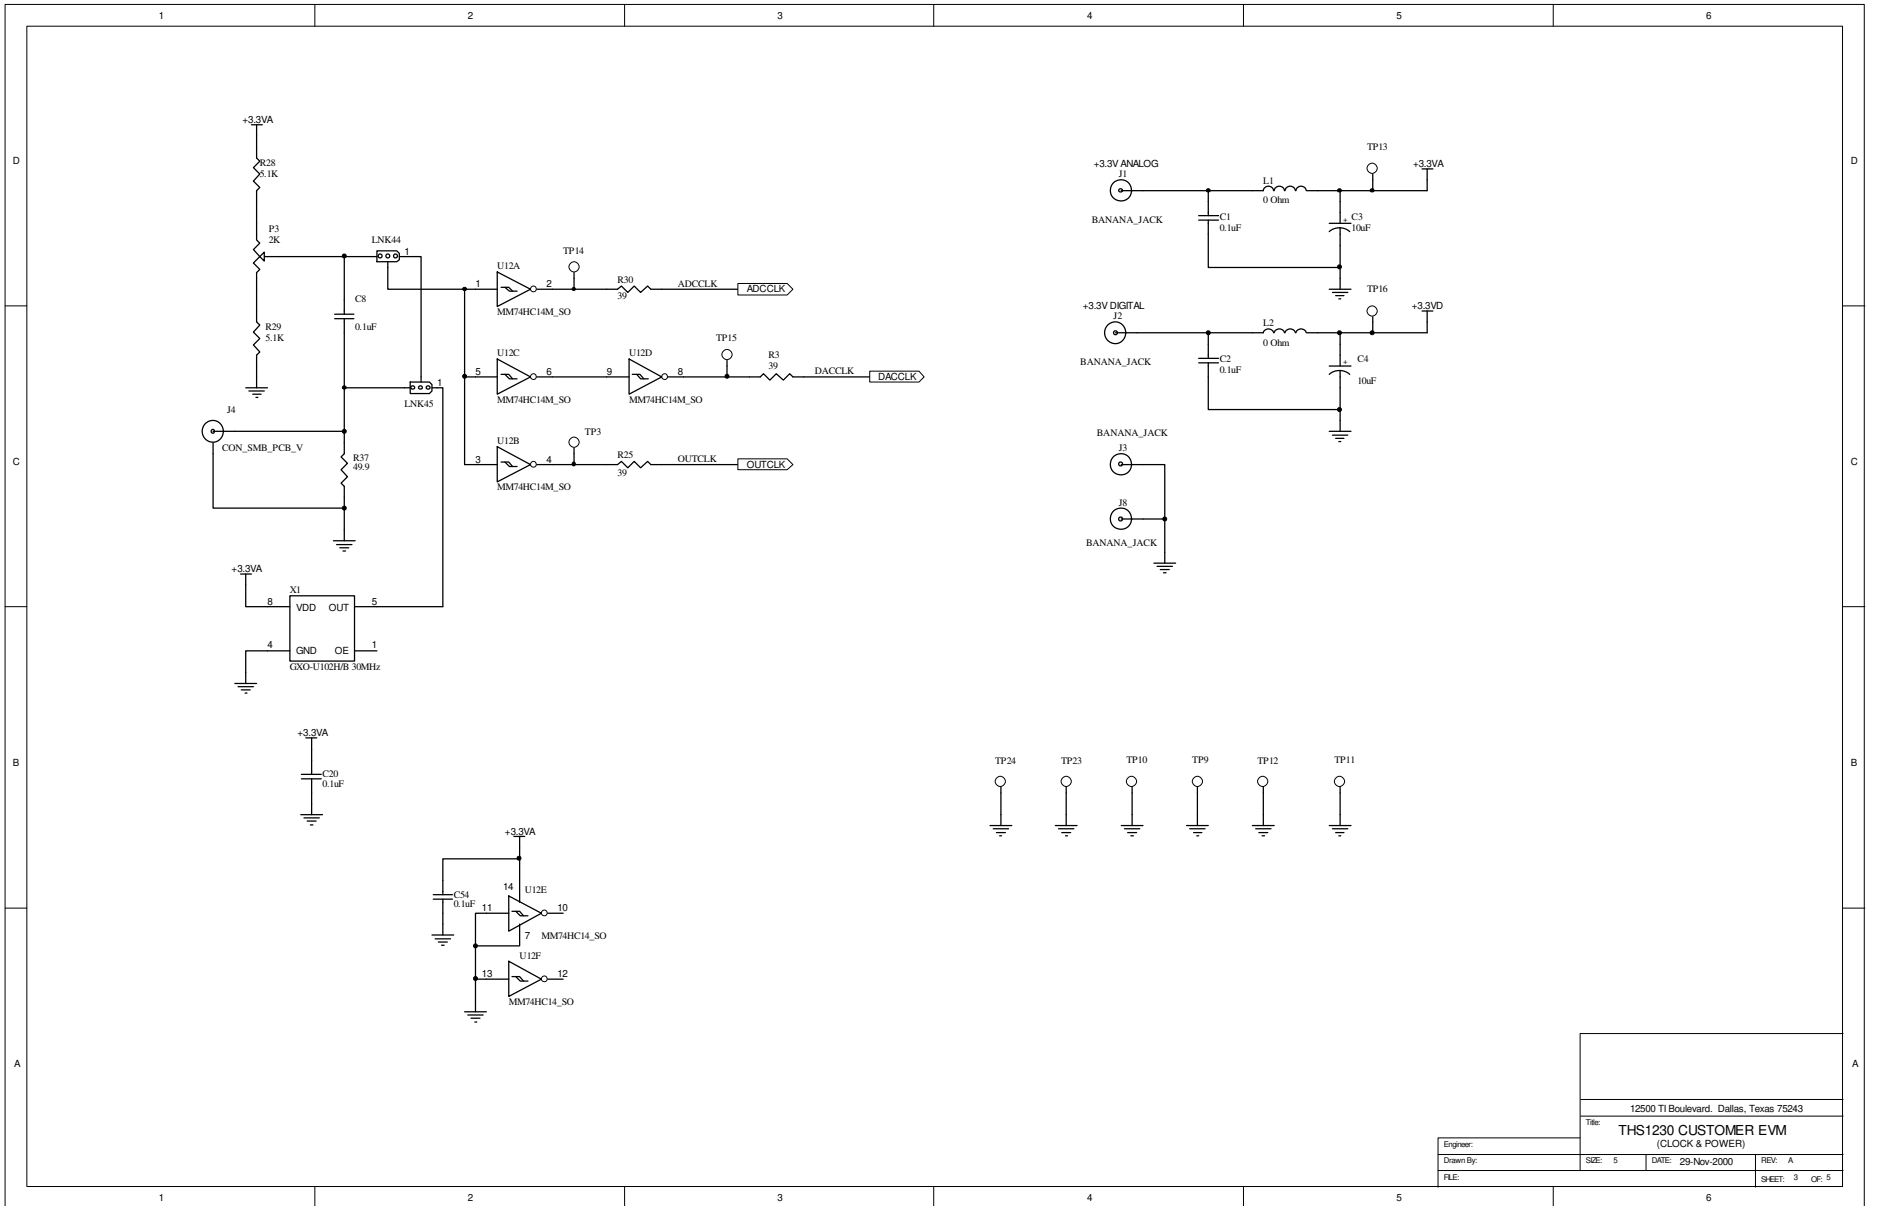 1 2 3 4 5 6
D D
C C
B B
A A
+3.3VA
R28
5.1K
P3
2K
R29
5.1K
C8
0.1uF
LNK44
1
LNK45
1
J4
CON_SMB_PCB_V
R37
49.9
U12A
1 2
MM74HC14M_SO
TP14
R30
39
ADCCLK
ADCCLK
U12C
5 6
MM74HC14M_SO
U12D
9 8
MM74HC14M_SO
TP15
R3
39
DACCLK
DACCLK
U12B
3 4
MM74HC14M_SO
TP3
R25
39
OUTCLK
OUTCLK
+3.3VA
X1
8 VDD OUT 5
4 GND OE 1
GXO-U102H/B 30MHz
+3.3VA
C20
0.1uF
+3.3VA
C54
0.1uF
14
U12E
11 10
7
MM74HC14_SO
U12F
13 12
MM74HC14_SO
+3.3V ANALOG
J1
BANANA_JACK
C1
0.1uF
L1
0 Ohm
+
C3
10uF
TP13
+3.3VA
+3.3V DIGITAL
J2
BANANA_JACK
C2
0.1uF
L2
0 Ohm
+
C4
10uF
TP16
+3.3VD
BANANA_JACK
J3
J8
BANANA_JACK
TP24 TP23 TP10 TP9 TP12 TP11
12500 TI Boulevard. Dallas, Texas 75243
Title: THS1230 CUSTOMER EVM
(CLOCK & POWER)
Engineer:
Drawn By:
FILE:
SIZE: 5 DATE: 29-Nov-2000 REV: A
SHEET: 3 OF: 5
1 2 3 4 5 6